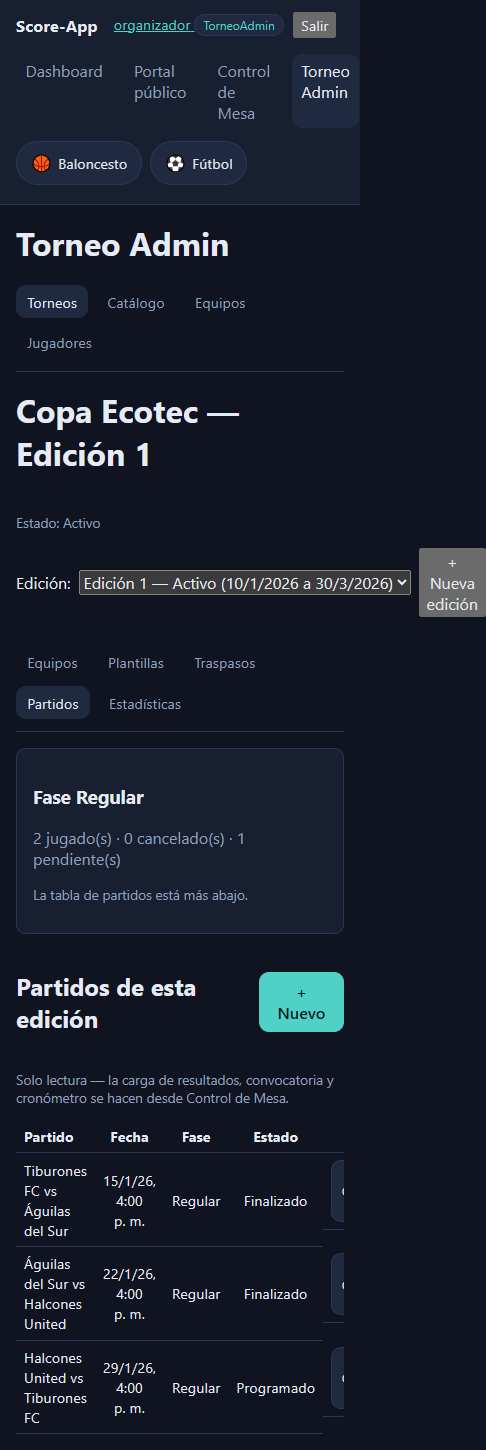 Score-App organizador TorneoAdmin Salir
Dashboard Portal público Control de Mesa Torneo Admin
Baloncesto Fútbol
Torneo Admin
Torneos Catálogo Equipos
Jugadores
Copa Ecotec —
Edición 1
Estado: Activo
Edición: Edición 1 — Activo (10/1/2026 a 30/3/2026) + Nueva edición
Equipos Plantillas Traspasos
Partidos Estadísticas
Fase Regular
2 jugado(s) · 0 cancelado(s) · 1
pendiente(s)
La tabla de partidos está más abajo.
Partidos de esta
edición
+
Nuevo
Solo lectura — la carga de resultados, convocatoria y
cronómetro se hacen desde Control de Mesa.
Partido Fecha Fase Estado
Tiburones FC vs Águilas del Sur 15/1/26, 4:00 p. m. Regular Finalizado
Águilas del Sur vs Halcones United 22/1/26, 4:00 p. m. Regular Finalizado
Halcones United vs Tiburones FC 29/1/26, 4:00 p. m. Regular Programado